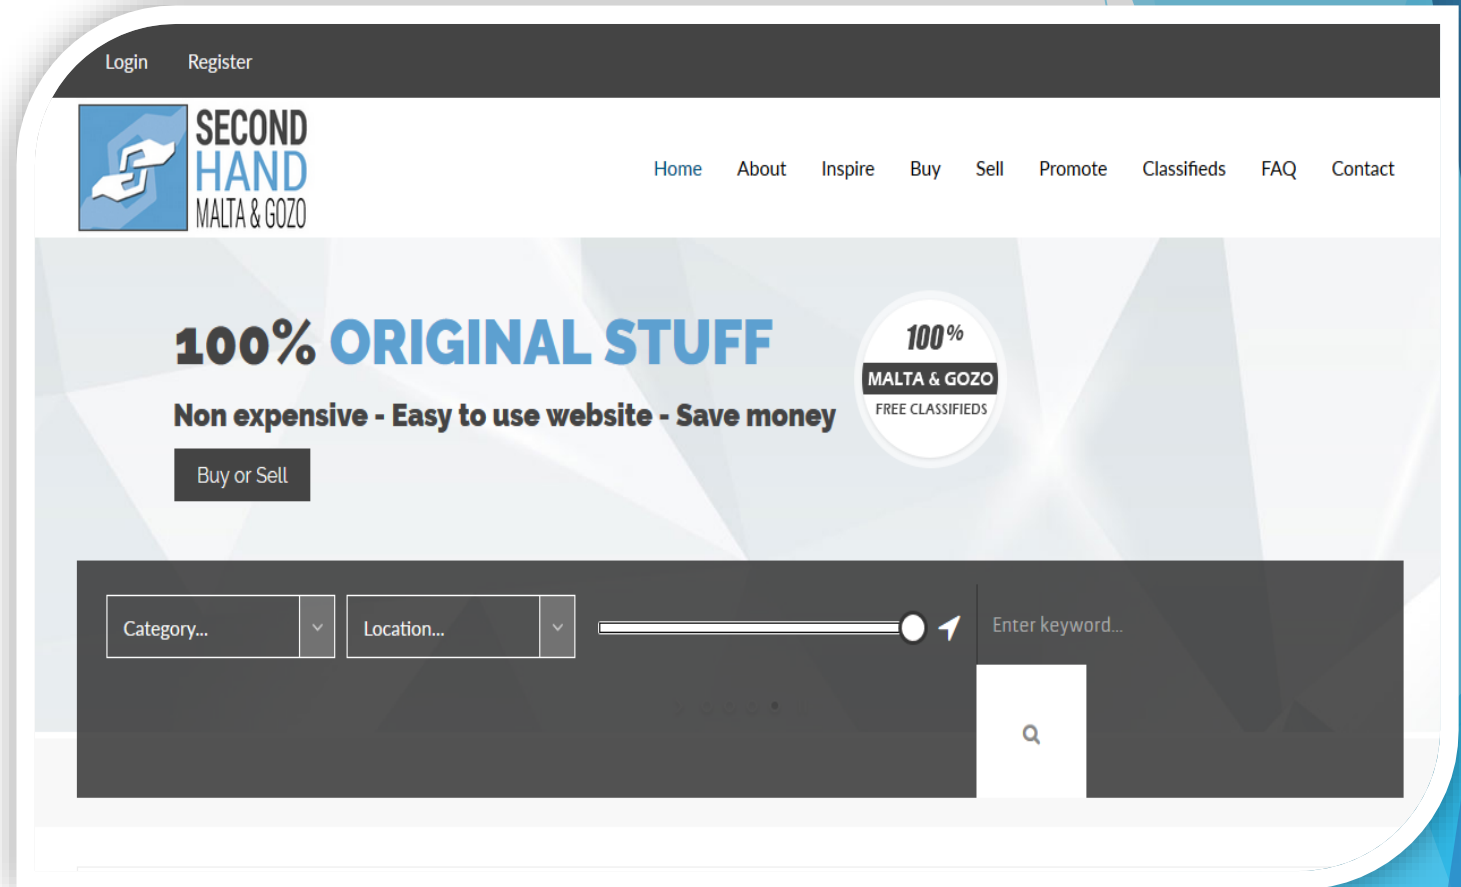 Login Register
SECOND
HAND
MALTA & GOZO
Home About Inspire Buy Sell Promote Classifieds FAQ Contact
100% ORIGINAL STUFF
Non expensive - Easy to use website - Save money
Buy or Sell
100%
MALTA & GOZO
FREE CLASSIFIEDS
Category... Location... Enter keyword...